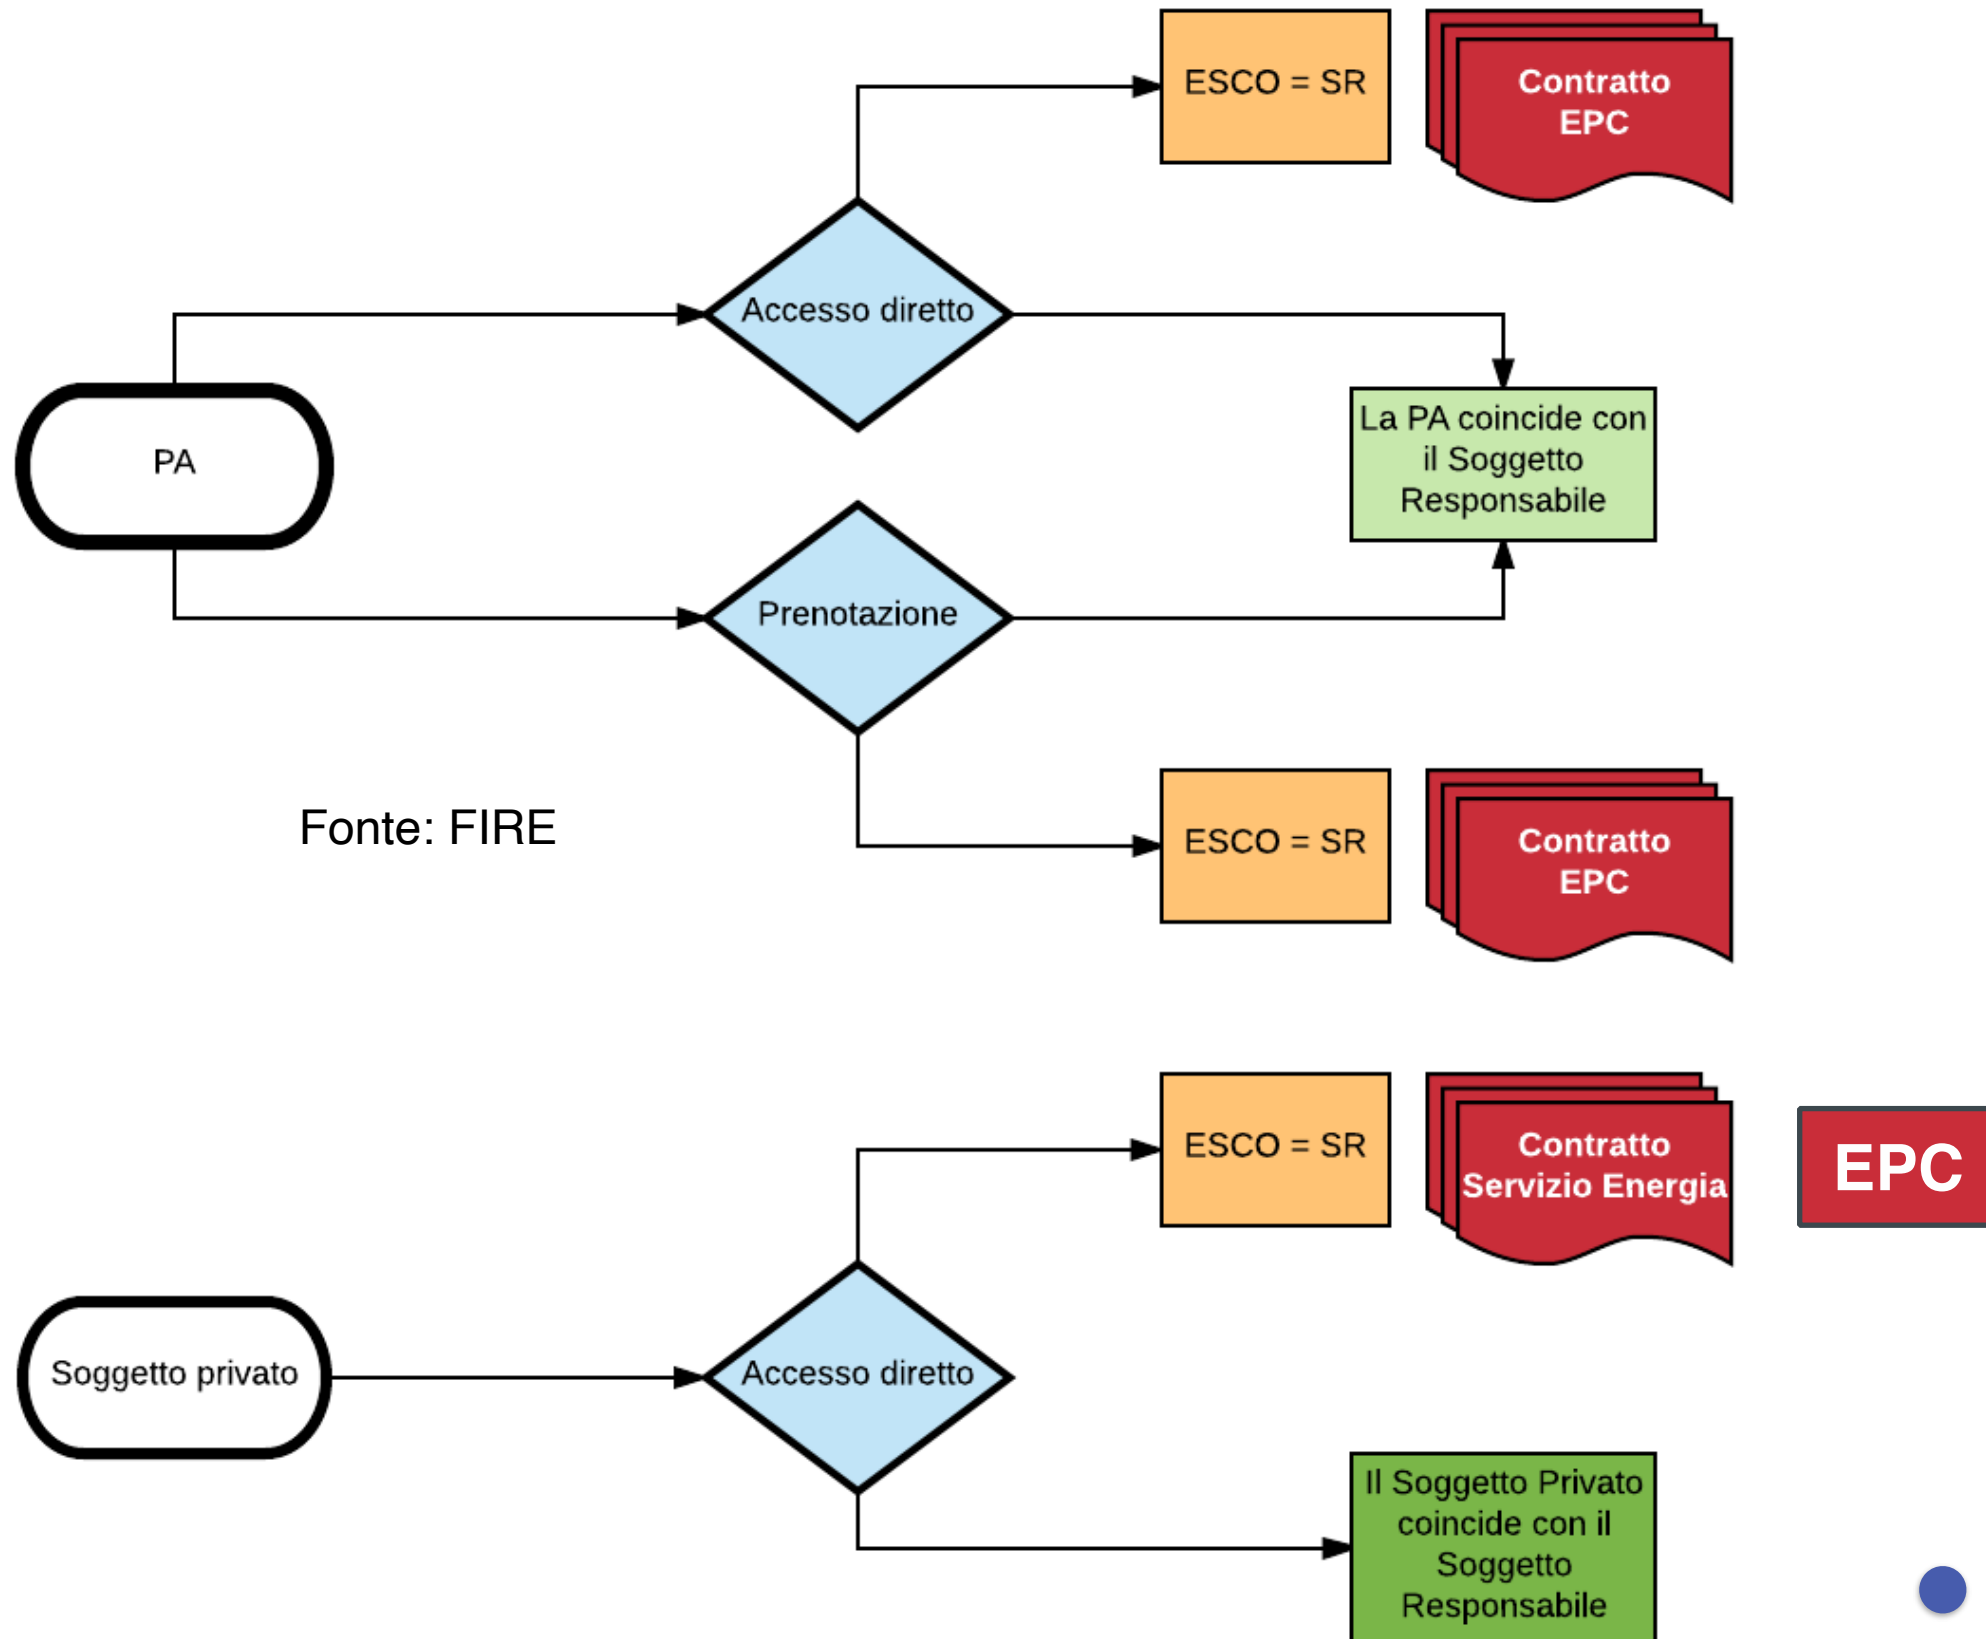 ESCO = SR
Contratto
EPC
Accesso diretto
La PA coincide con
il Soggetto
Responsabile
PA
Prenotazione
Fonte: FIRE
ESCO = SR
Contratto
EPC
ESCO = SR
Contratto
Servizio Energia
EPC
Soggetto privato
Accesso diretto
Il Soggetto Privato
coincide con il
Soggetto
Responsabile